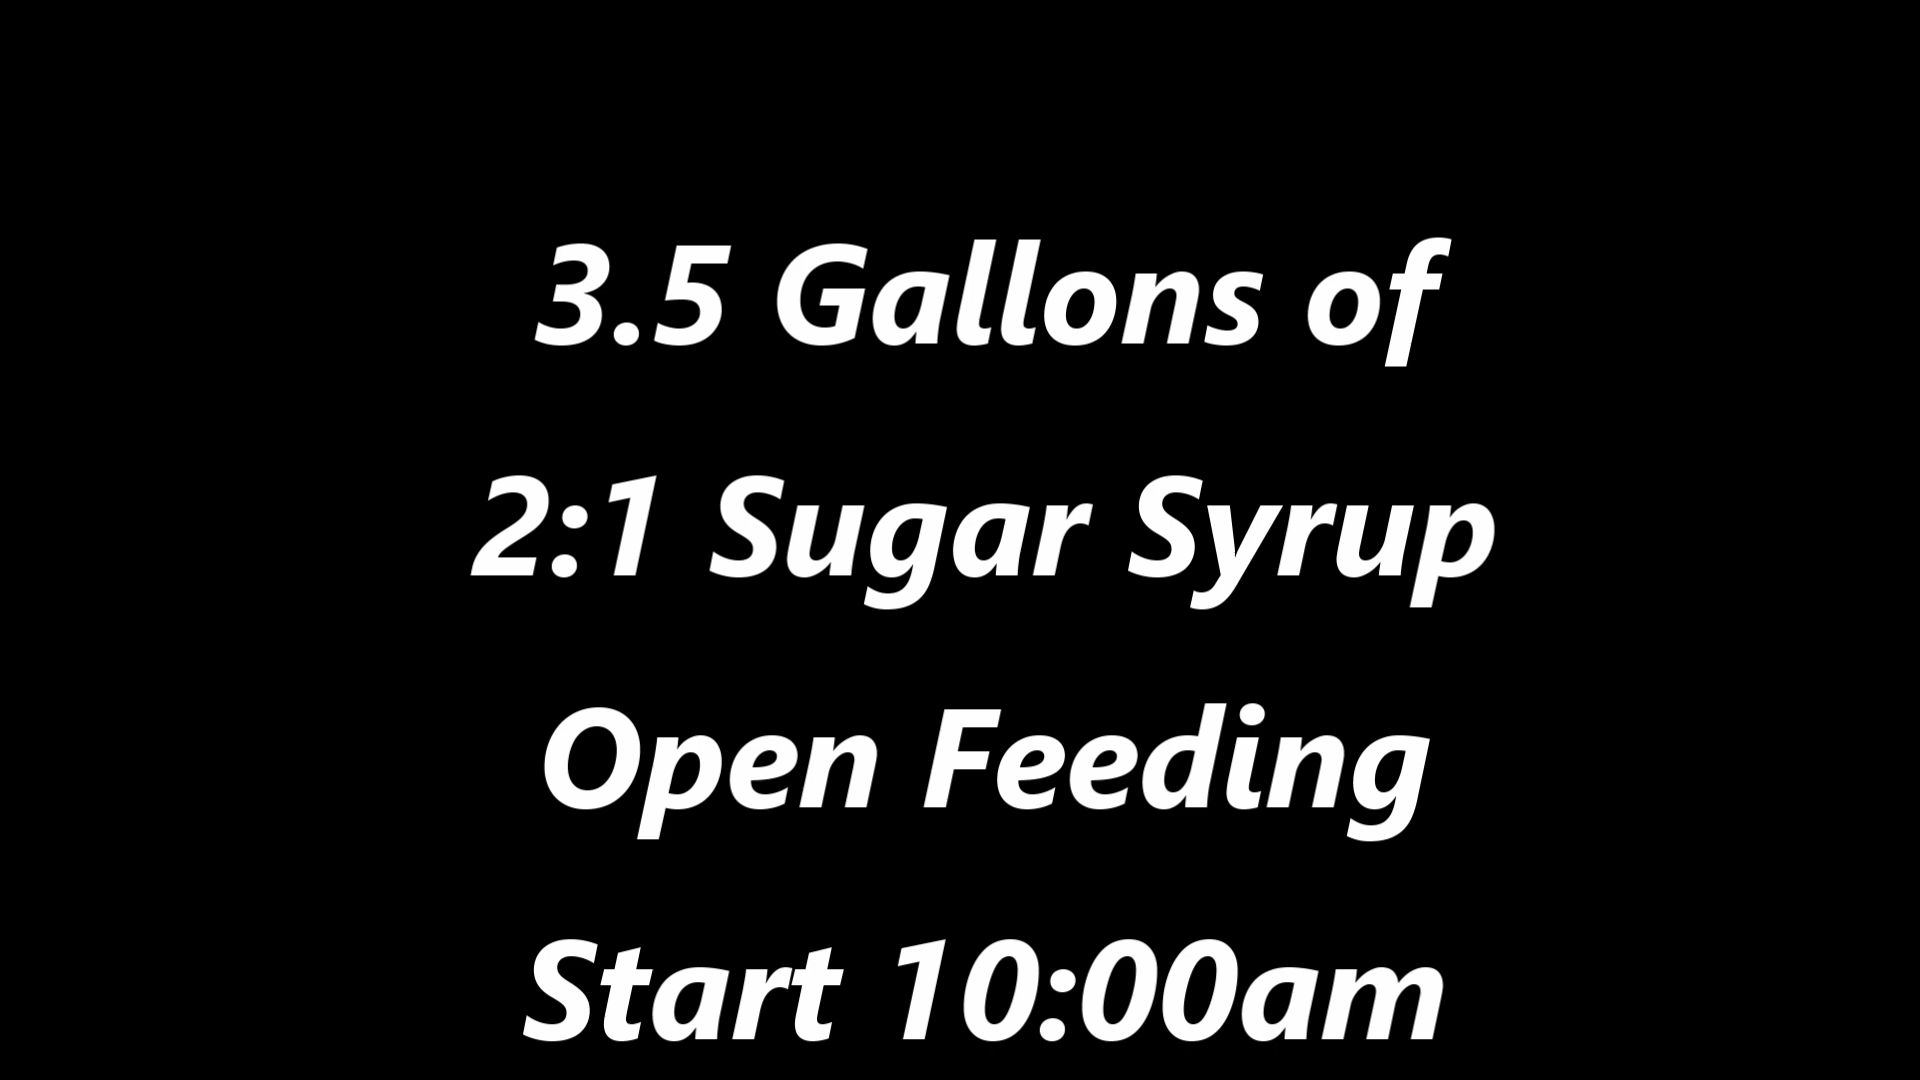 3.5 Gallons of
2:1 Sugar Syrup
Open Feeding
Start 10:00am